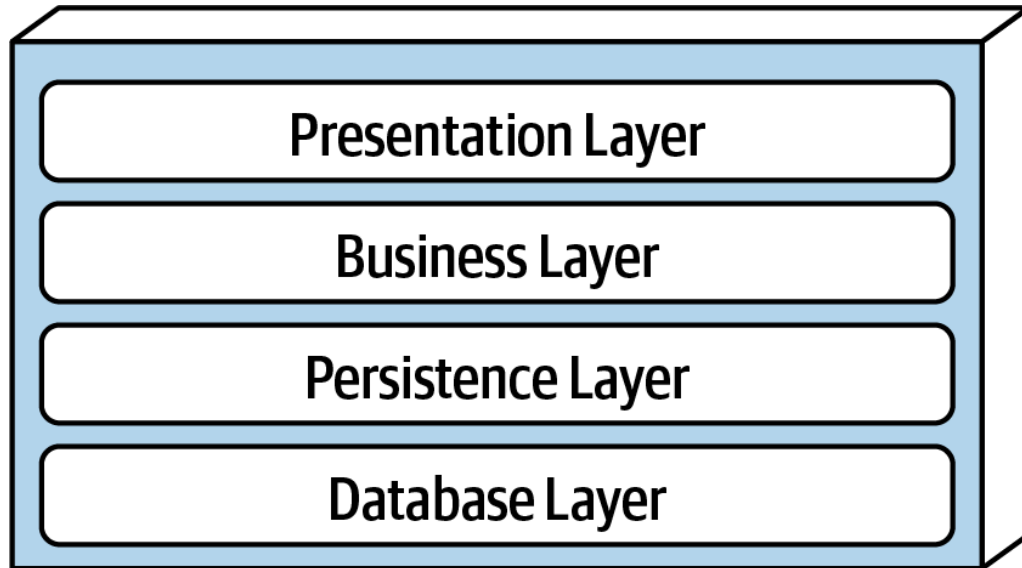 Presentation Layer
Business Layer
Persistence Layer
Database Layer